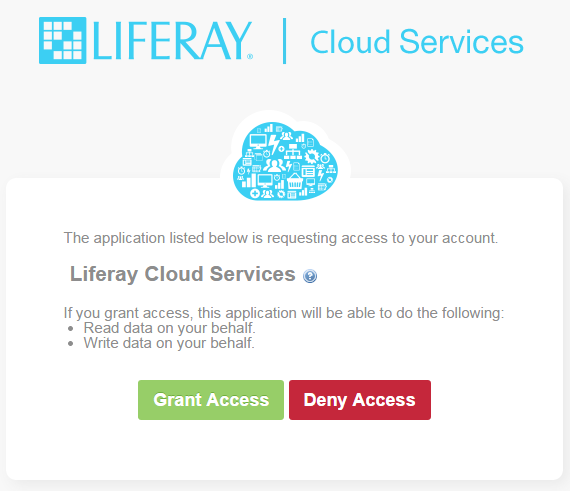 LIFERAY® | Cloud Services
The application listed below is requesting access to your account.
Liferay Cloud Services ?
If you grant access, this application will be able to do the following:
• Read data on your behalf.
• Write data on your behalf.
Grant Access Deny Access